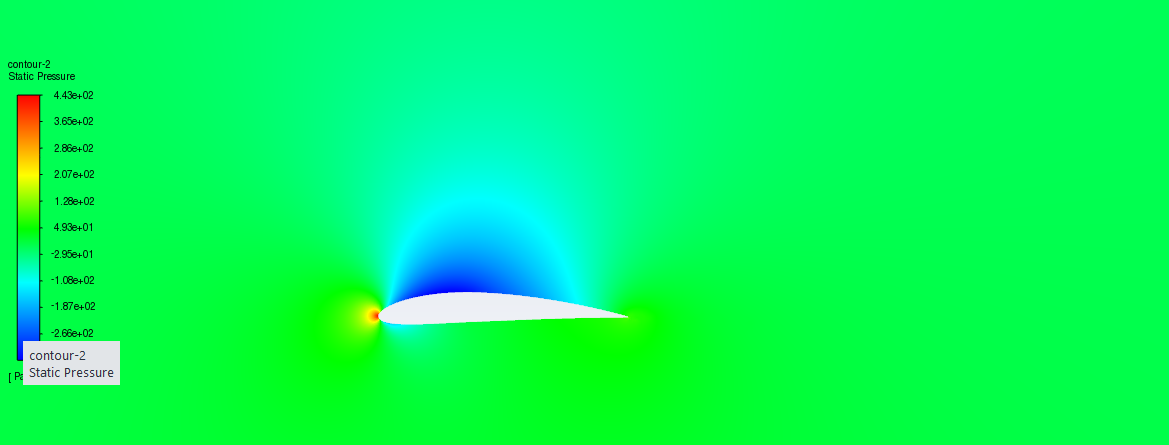 contour-2
Static Pressure
4.43e+02
3.65e+02
2.86e+02
2.07e+02
1.28e+02
4.93e+01
-2.95e+01
-1.08e+02
-1.87e+02
-2.66e+02
contour-2
Static Pressure